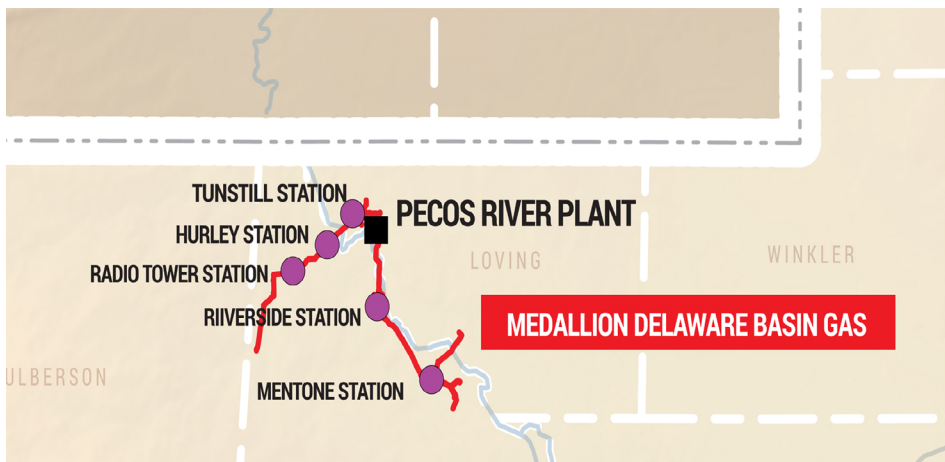 TUNSTILL STATION
PECOS RIVER PLANT
HURLEY STATION
LOVING
WINKLER
RADIO TOWER STATION
RIIVERSIDE STATION
MEDALLION DELAWARE BASIN GAS
ULBERSON
MENTONE STATION